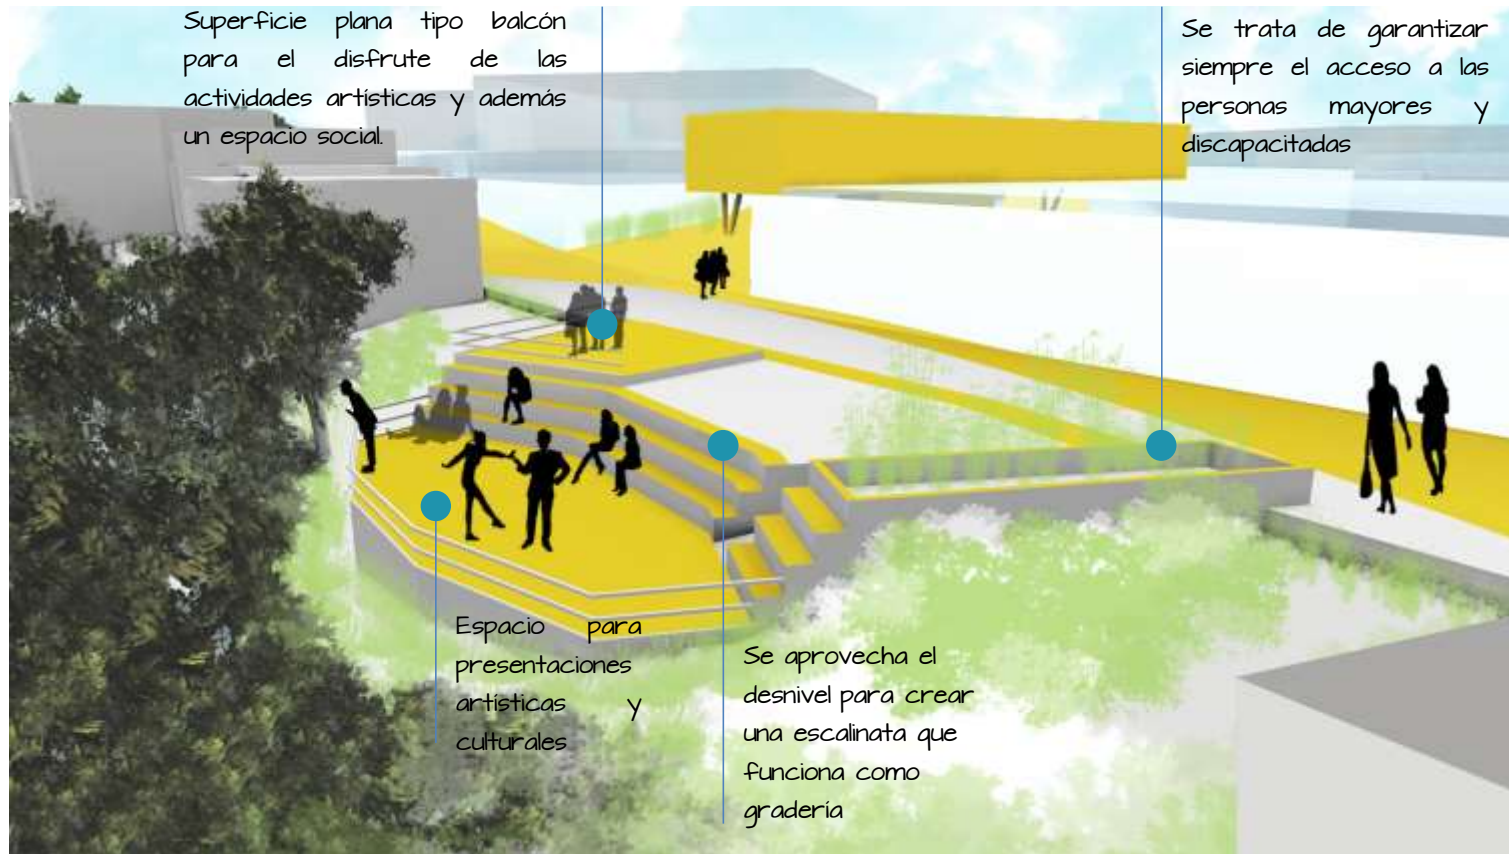 Superficie plana tipo balcón
para el disfrute de las
actividades artísticas y además
un espacio social.
Se trata de garantizar
siempre el acceso a las
personas mayores y
discapacitadas
Espacio para
presentaciones
artísticas y
culturales
Se aprovecha el
desnivel para crear
una escalinata que
funciona como
gradería